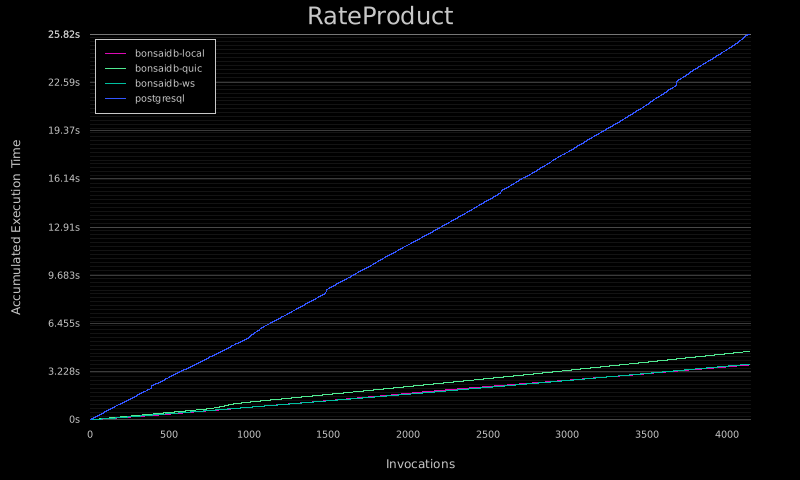 RateProduct
25.82s
22.59s
19.37s
16.14s
12.91s
9.683s
6.455s
3.228s
0s
Accumulated Execution Time
bonsaidb-local
bonsaidb-quic
bonsaidb-ws
postgresql
0 500 1000 1500 2000 2500 3000 3500 4000
Invocations